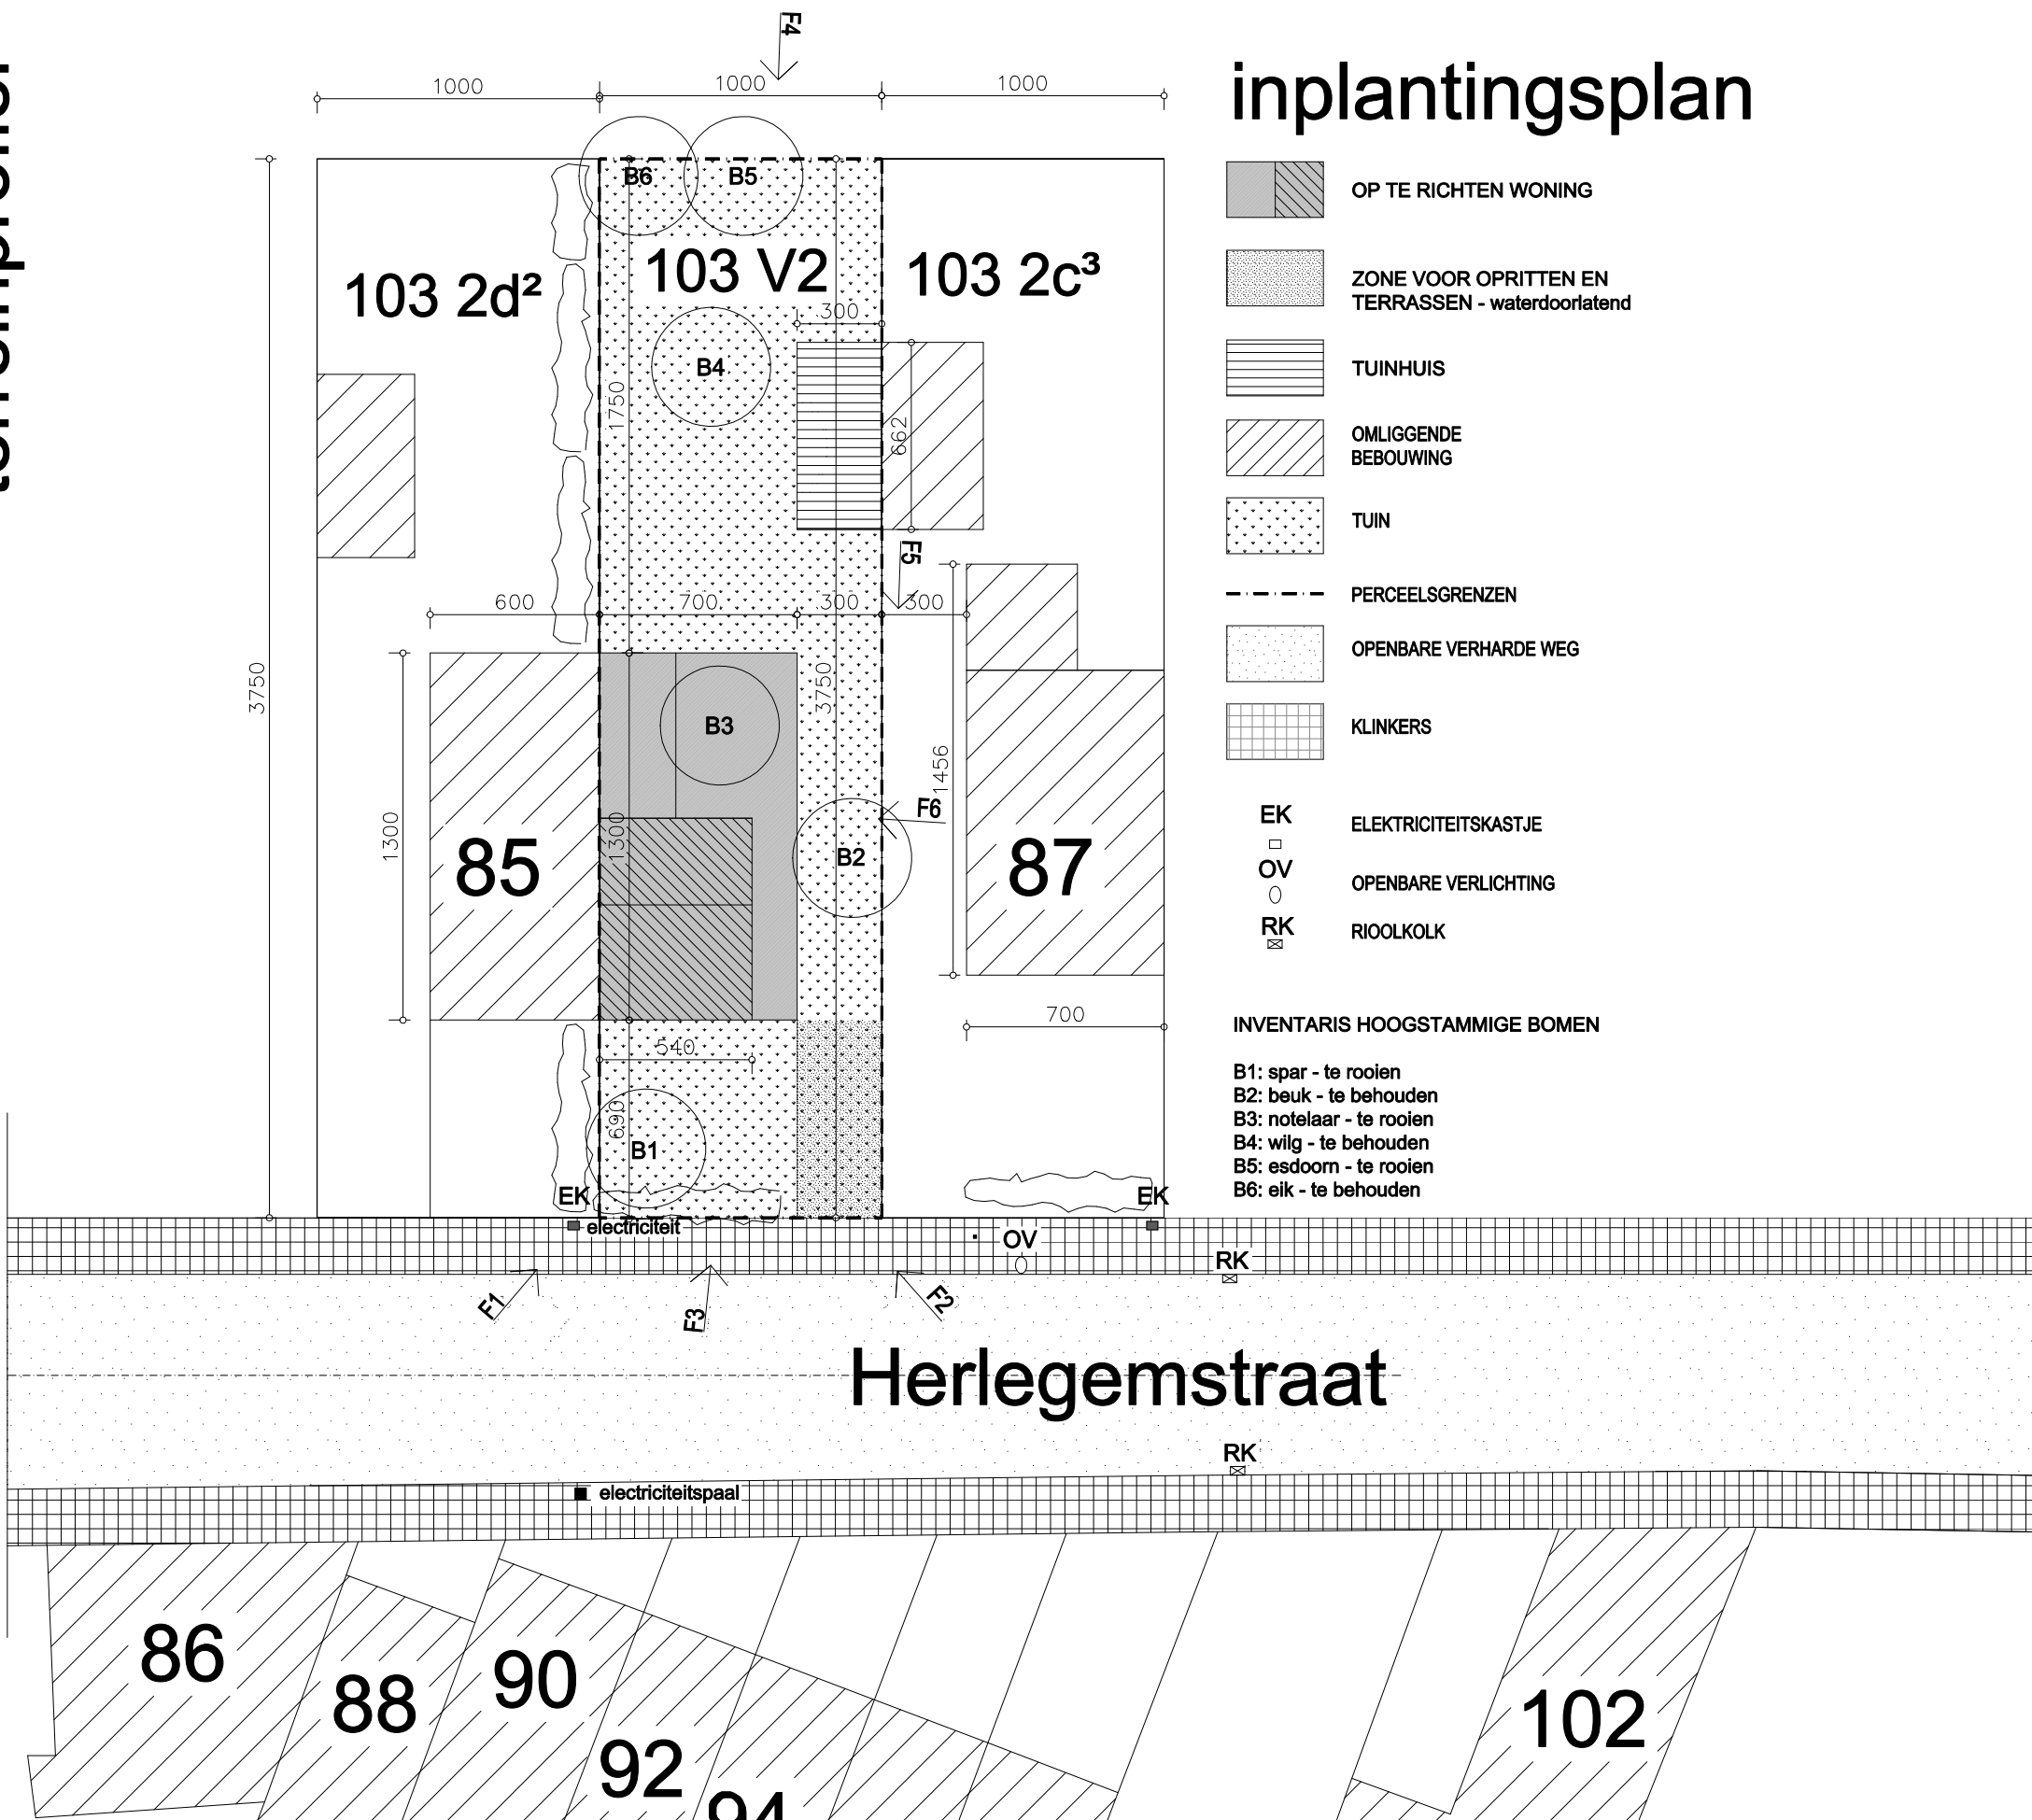 F4
1000
1000
1000
inplantingsplan
B6
B5
103 2d²
103 V2
103 2c³
300
B4
1750
662
F5
600
700
300
300
3750
B3
3750
1456
F6
1300
85
1300
B2
87
540
700
690
B1
EK
EK
electriciteit
OV
RK
F1
F3
F2
Herlegemstraat
RK
electriciteitspaal
86
88
90
92
94
102
OP TE RICHTEN WONING
ZONE VOOR OPRITTEN EN
TERRASSEN - waterdoorlatend
TUINHUIS
OMLIGGENDE
BEBOUWING
TUIN
PERCEELSGRENZEN
OPENBARE VERHARDE WEG
KLINKERS
EK
ELEKTRICITEITSKASTJE
OV
OPENBARE VERLICHTING
RK
RIOOLKOLK
INVENTARIS HOOGSTAMMIGE BOMEN
B1: spar - te rooien
B2: beuk - te behouden
B3: notelaar - te rooien
B4: wilg - te behouden
B5: esdoorn - te rooien
B6: eik - te behouden